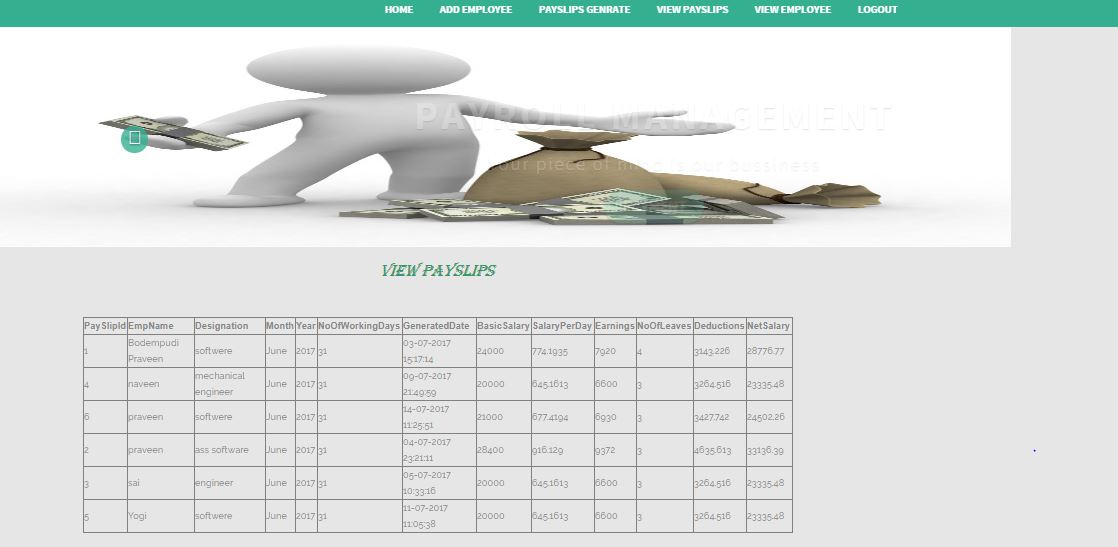 HOME ADD EMPLOYEE PAYSLIPS GENRATE VIEW PAYSLIPS VIEW EMPLOYEE LOGOUT
PAYROLL MANAGEMENT
our piece of mind is our bussiness
VIEW PAYSLIPS
PaySlipId EmpName Designation Month Year NoOfWorkingDays GeneratedDate BasicSalary SalaryPerDay Earnings NoOfLeaves Deductions NetSalary
1 Bodempudi Praveen softwere June 2017 31 03-07-2017 15:17:14 24000 774.1935 7920 4 3143.226 28776.77
4 naveen mechanical engineer June 2017 31 09-07-2017 21:49:59 20000 645.1613 6600 3 3264.516 23335.48
6 praveen softwere June 2017 31 14-07-2017 11:25:51 21000 677.4194 6930 3 3427.742 24502.26
2 praveen ass software June 2017 31 04-07-2017 23:21:11 28400 916.129 9372 3 4635.613 33136.39
3 sai engineer June 2017 31 05-07-2017 10:33:16 20000 645.1613 6600 3 3264.516 23335.48
5 Yogi softwere June 2017 31 11-07-2017 11:05:38 20000 645.1613 6600 3 3264.516 23335.48